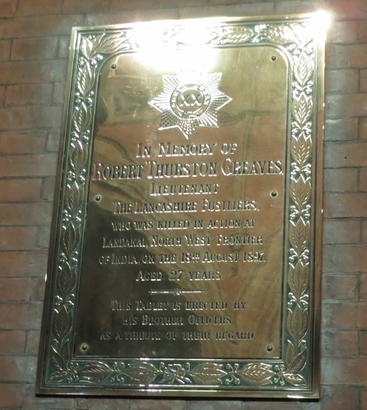 XX
IN MEMORY OF
ROBERT THURSTON GREAVES,
LIEUTENANT
THE LANCASHIRE FUSILIERS,
WHO WAS KILLED IN ACTION AT
LANDAKAI, NORTH WEST FRONTIER
OF INDIA ON THE 18TH AUGUST 1897,
AGED 27 YEARS
THIS TABLET IS ERECTED BY
HIS BROTHER OFFICERS
AS A TRIBUTE OF THEIR REGARD.